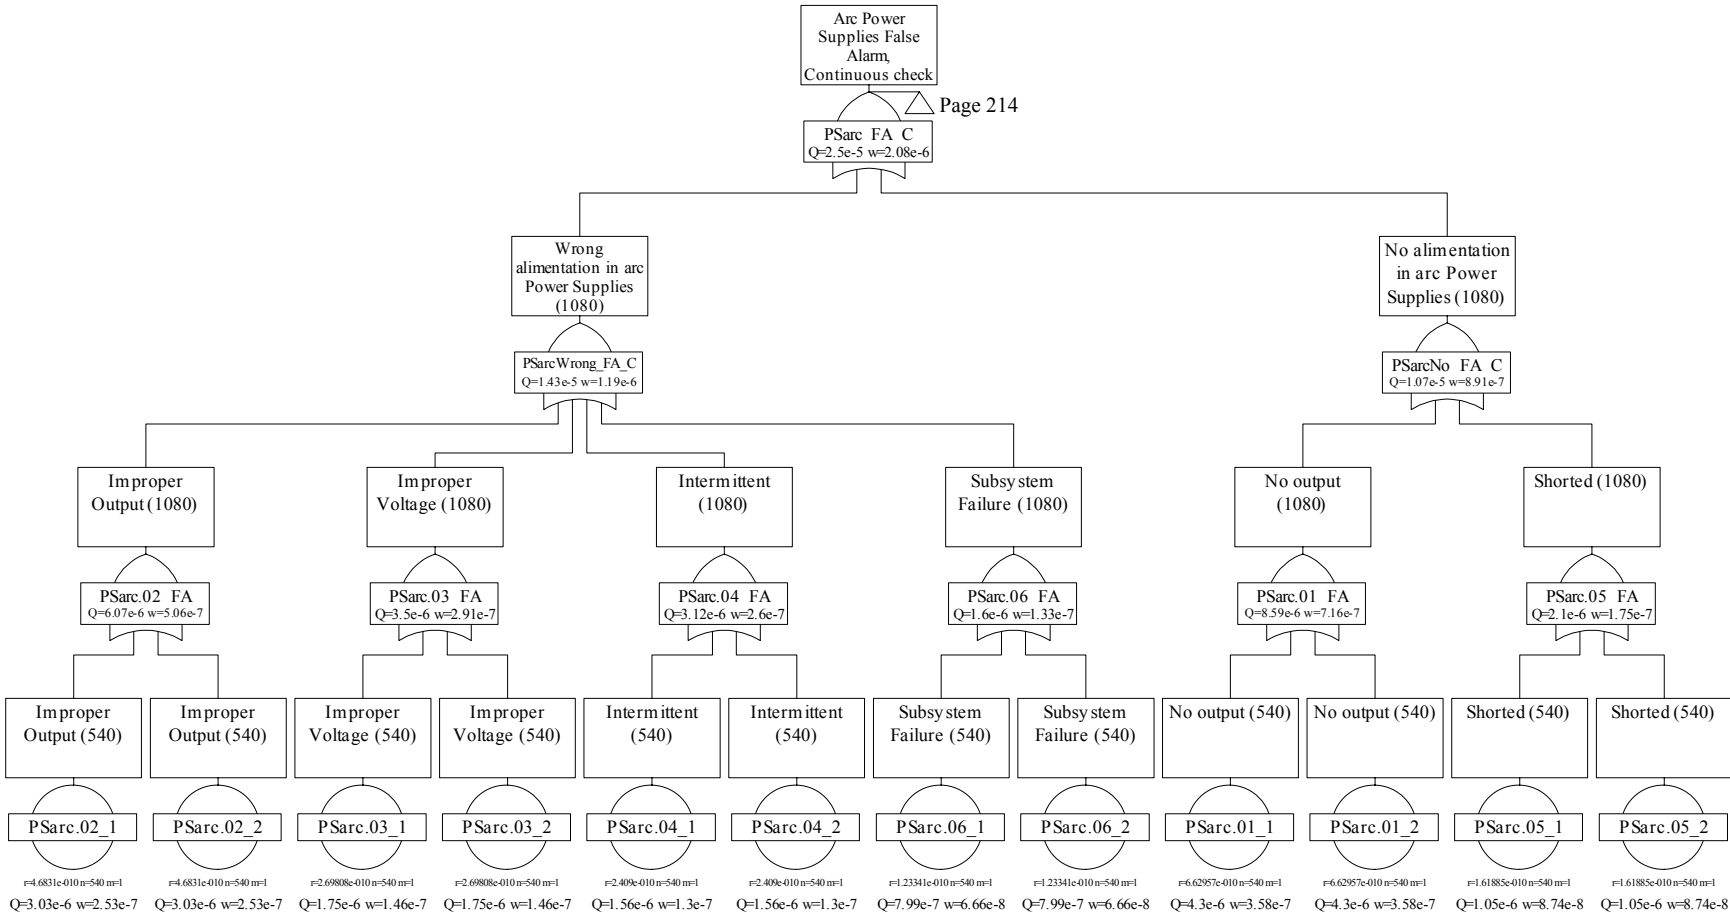 Arc Power
Supplies False
Alarm,
Continuous check
Page 214
PSarc FA C
Q=2.5e-5 w=2.08e-6
Wrong
alimentation in arc
Power Supplies
(1080)
No alimentation
in arc Power
Supplies (1080)
PSarcWrong_FA_C
Q=1.43e-5 w=1.19e-6
PSarcNo FA C
Q=1.07e-5 w=8.91e-7
Improper
Output (1080)
Improper
Voltage (1080)
Intermittent
(1080)
Subsystem
Failure (1080)
No output
(1080)
Shorted (1080)
PSarc.02 FA
Q=6.07e-6 w=5.06e-7
PSarc.03 FA
Q=3.5e-6 w=2.91e-7
PSarc.04 FA
Q=3.12e-6 w=2.6e-7
PSarc.06 FA
Q=1.6e-6 w=1.33e-7
PSarc.01 FA
Q=8.59e-6 w=7.16e-7
PSarc.05 FA
Q=2.1e-6 w=1.75e-7
Improper
Output (540)
Improper
Output (540)
Improper
Voltage (540)
Improper
Voltage (540)
Intermittent
(540)
Intermittent
(540)
Subsystem
Failure (540)
Subsystem
Failure (540)
No output (540)
No output (540)
Shorted (540)
Shorted (540)
PSarc.02_1
PSarc.02_2
PSarc.03_1
PSarc.03_2
PSarc.04_1
PSarc.04_2
PSarc.06_1
PSarc.06_2
PSarc.01_1
PSarc.01_2
PSarc.05_1
PSarc.05_2
r=4.6831e-010 n=540 m=1
r=4.6831e-010 n=540 m=1
r=2.69808e-010 n=540 m=1
r=2.69808e-010 n=540 m=1
r=2.409e-010 n=540 m=1
r=2.409e-010 n=540 m=1
r=1.23341e-010 n=540 m=1
r=1.23341e-010 n=540 m=1
r=6.62957e-010 n=540 m=1
r=6.62957e-010 n=540 m=1
r=1.61885e-010 n=540 m=1
r=1.61885e-010 n=540 m=1
Q=3.03e-6 w=2.53e-7
Q=3.03e-6 w=2.53e-7
Q=1.75e-6 w=1.46e-7
Q=1.75e-6 w=1.46e-7
Q=1.56e-6 w=1.3e-7
Q=1.56e-6 w=1.3e-7
Q=7.99e-7 w=6.66e-8
Q=7.99e-7 w=6.66e-8
Q=4.3e-6 w=3.58e-7
Q=4.3e-6 w=3.58e-7
Q=1.05e-6 w=8.74e-8
Q=1.05e-6 w=8.74e-8